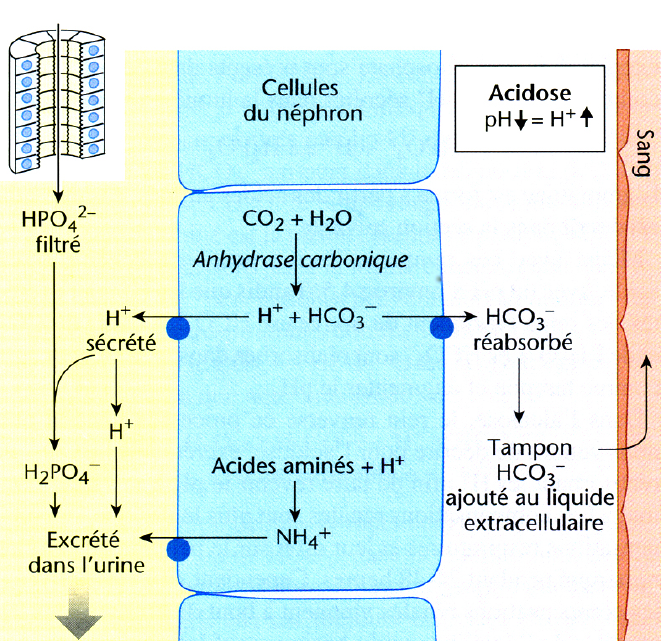 Cellules
du néphron
Acidose
pH↓ = H⁺↑
Sang
HPO₄²⁻
filtré
CO₂ + H₂O
Anhydrase carbonique
H⁺
sécrété
H⁺ + HCO₃⁻
HCO₃⁻
réabsorbé
H⁺
H₂PO₄⁻
Acides aminés + H⁺
Tampon
HCO₃⁻
ajouté au liquide
extracellulaire
Excrété
dans l'urine
NH₄⁺